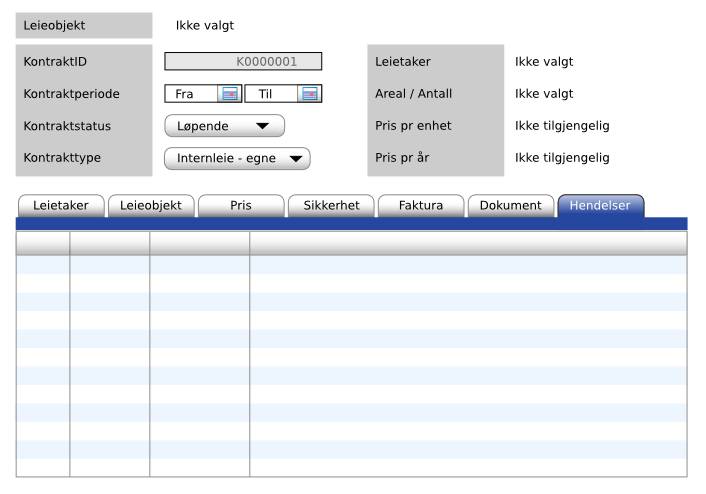 Leieobjekt Ikke valgt
KontraktID K0000001 Leietaker Ikke valgt
Kontraktperiode Fra Til Areal / Antall Ikke valgt
Kontraktstatus Løpende Pris pr enhet Ikke tilgjengelig
Kontrakttype Internleie - egne Pris pr år Ikke tilgjengelig
Leietaker Leieobjekt Pris Sikkerhet Faktura Dokument Hendelser